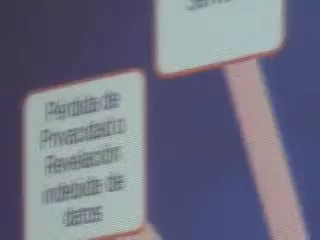 Pérdida de
Privacidad o
Revelación
indebida de
datos